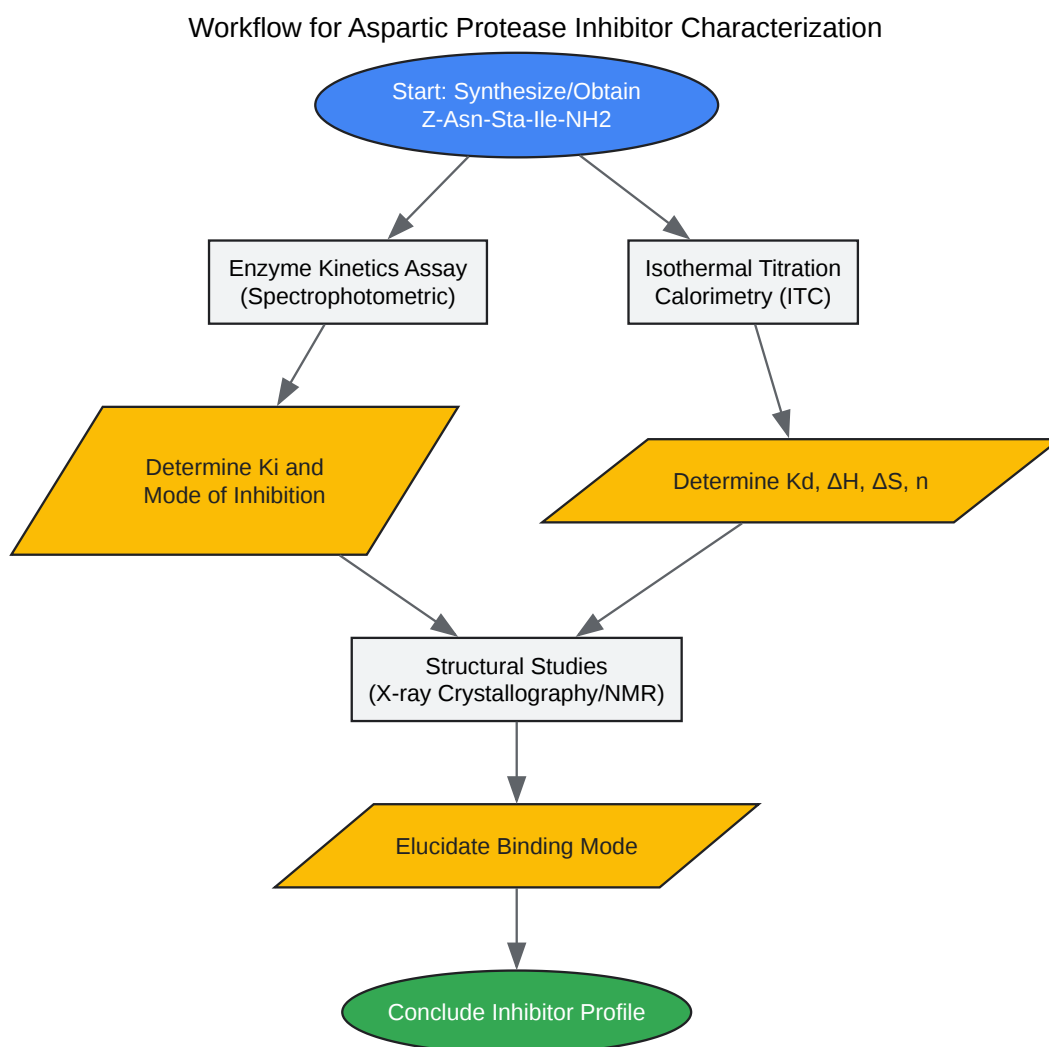 Workflow for Aspartic Protease Inhibitor Characterization
Start: Synthesize/Obtain
Z-Asn-Sta-Ile-NH2
Enzyme Kinetics Assay
(Spectrophotometric)
Isothermal Titration
Calorimetry (ITC)
Determine Ki and
Mode of Inhibition
Determine Kd, ΔH, ΔS, n
Structural Studies
(X-ray Crystallography/NMR)
Elucidate Binding Mode
Conclude Inhibitor Profile